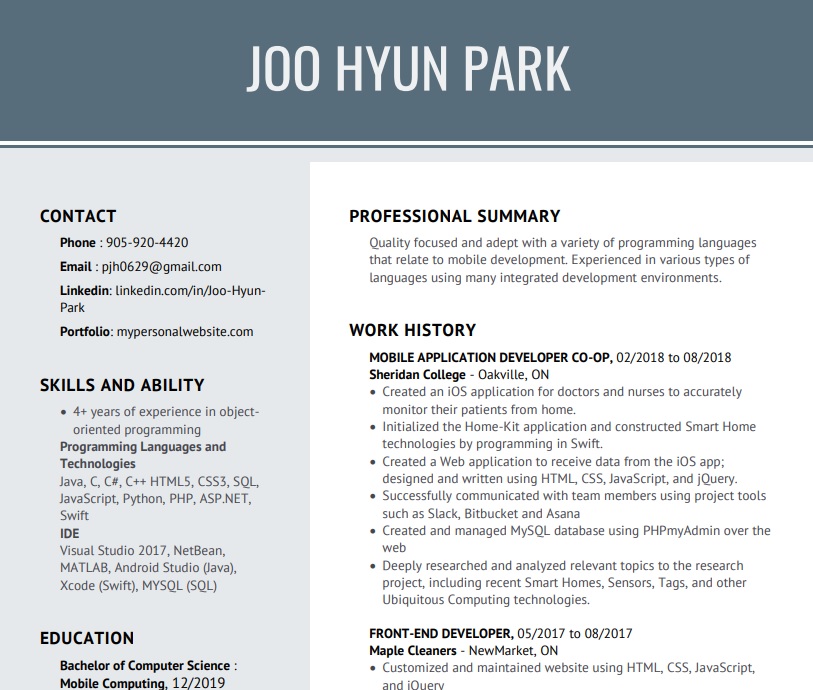 JOO HYUN PARK
CONTACT
Phone : 905-920-4420
Email : pjh0629@gmail.com
Linkedin: linkedin.com/in/Joo-Hyun-
Park
Portfolio: mypersonalwebsite.com
SKILLS AND ABILITY
• 4+ years of experience in object-
oriented programming
Programming Languages and
Technologies
Java, C, C#, C++ HTML5, CSS3, SQL,
JavaScript, Python, PHP, ASP.NET,
Swift
IDE
Visual Studio 2017, NetBean,
MATLAB, Android Studio (Java),
Xcode (Swift), MYSQL (SQL)
EDUCATION
Bachelor of Computer Science :
Mobile Computing, 12/2019
PROFESSIONAL SUMMARY
Quality focused and adept with a variety of programming languages
that relate to mobile development. Experienced in various types of
languages using many integrated development environments.
WORK HISTORY
MOBILE APPLICATION DEVELOPER CO-OP, 02/2018 to 08/2018
Sheridan College - Oakville, ON
• Created an iOS application for doctors and nurses to accurately
monitor their patients from home.
• Initialized the Home-Kit application and constructed Smart Home
technologies by programming in Swift.
• Created a Web application to receive data from the iOS app;
designed and written using HTML, CSS, JavaScript, and jQuery.
• Successfully communicated with team members using project tools
such as Slack, Bitbucket and Asana
• Created and managed MySQL database using PHPmyAdmin over the
web
• Deeply researched and analyzed relevant topics to the research
project, including recent Smart Homes, Sensors, Tags, and other
Ubiquitous Computing technologies.
FRONT-END DEVELOPER, 05/2017 to 08/2017
Maple Cleaners - NewMarket, ON
• Customized and maintained website using HTML, CSS, JavaScript,
and jQuery